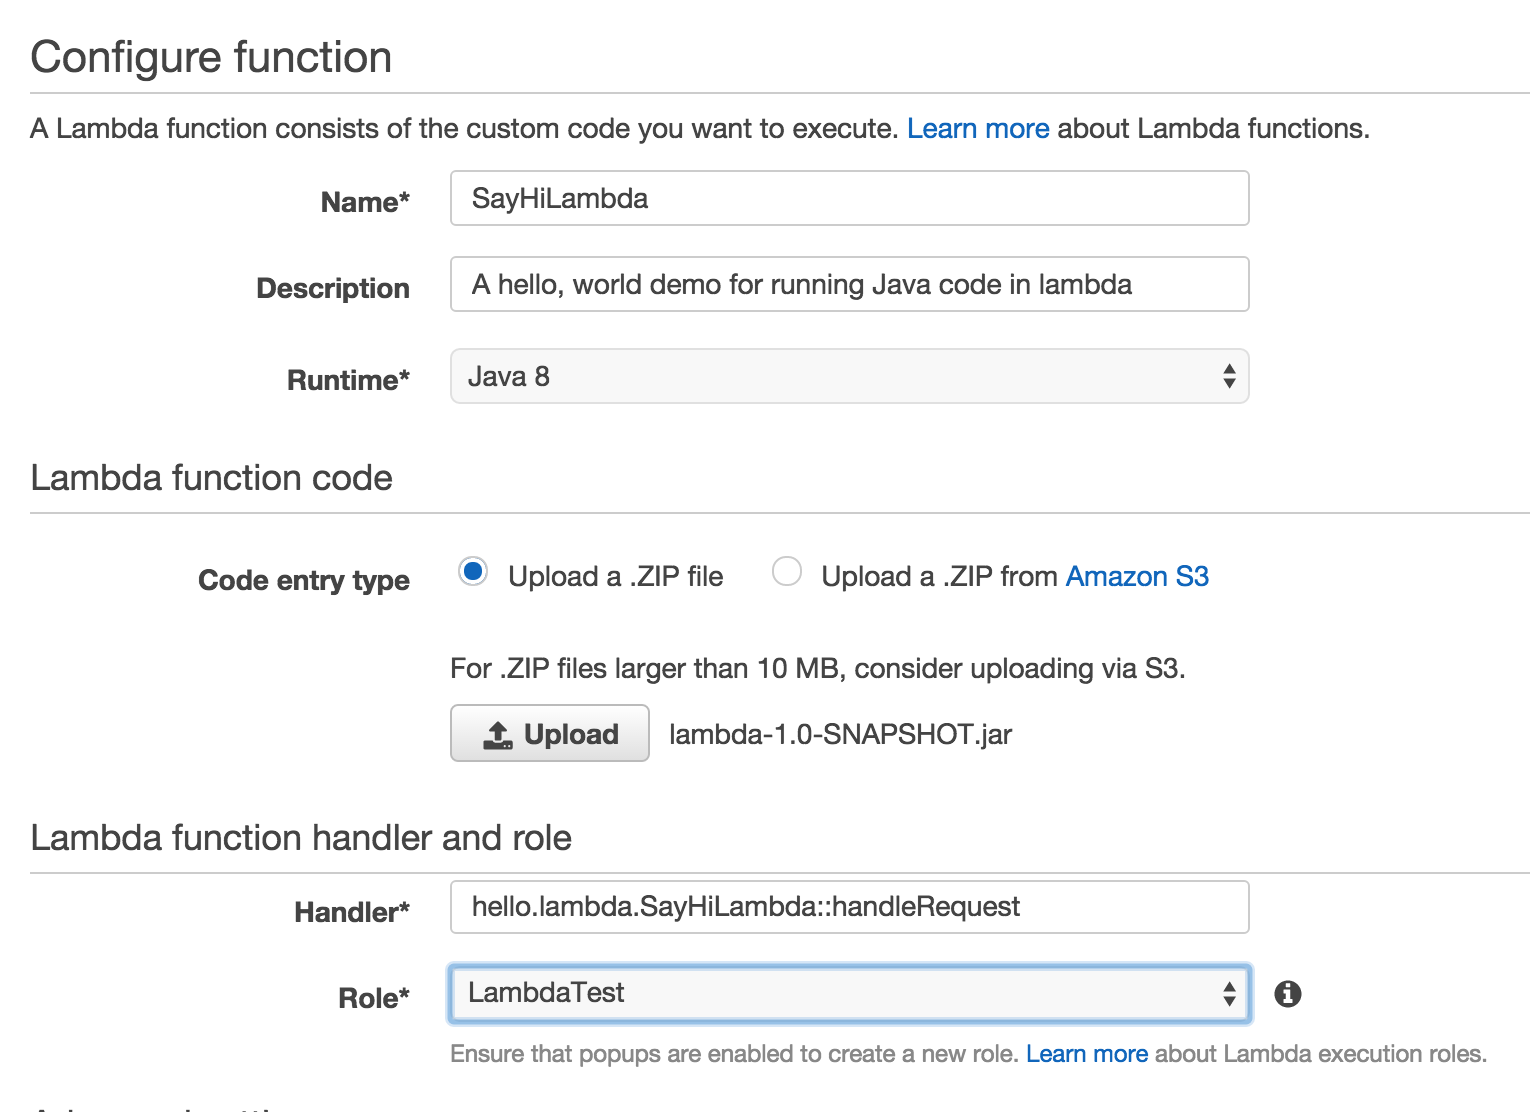 Configure function
A Lambda function consists of the custom code you want to execute. Learn more about Lambda functions.
Name* SayHiLambda
Description A hello, world demo for running Java code in lambda
Runtime* Java 8
Lambda function code
Code entry type Upload a .ZIP file Upload a .ZIP from Amazon S3
For .ZIP files larger than 10 MB, consider uploading via S3.
Upload lambda-1.0-SNAPSHOT.jar
Lambda function handler and role
Handler* hello.lambda.SayHiLambda::handleRequest
Role* LambdaTest
Ensure that popups are enabled to create a new role. Learn more about Lambda execution roles.